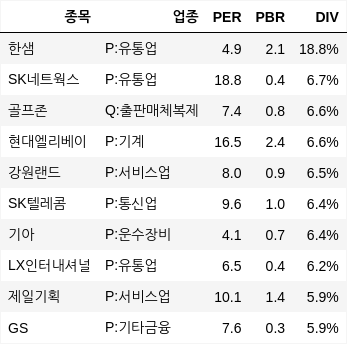 종목 업종 PER PBR DIV
한샘 P:유통업 4.9 2.1 18.8%
SK네트웍스 P:유통업 18.8 0.4 6.7%
골프존 Q:출판매체복제 7.4 0.8 6.6%
현대엘리베이 P:기계 16.5 2.4 6.6%
강원랜드 P:서비스업 8.0 0.9 6.5%
SK텔레콤 P:통신업 9.6 1.0 6.4%
기아 P:운수장비 4.1 0.7 6.4%
LX인터내셔널 P:유통업 6.5 0.4 6.2%
제일기획 P:서비스업 10.1 1.4 5.9%
GS P:기타금융 7.6 0.3 5.9%